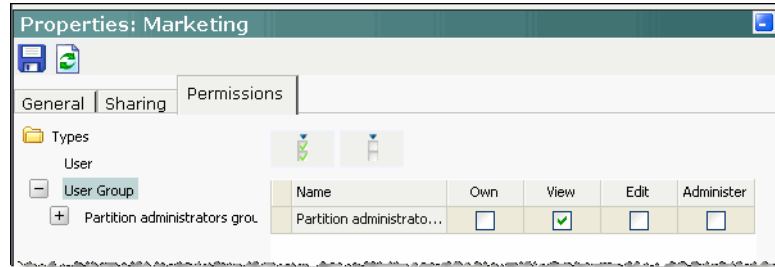 Properties: Marketing
General Sharing Permissions
Types
User
User Group
Partition administrators grou
Name Own View Edit Administer
Partition administrato...